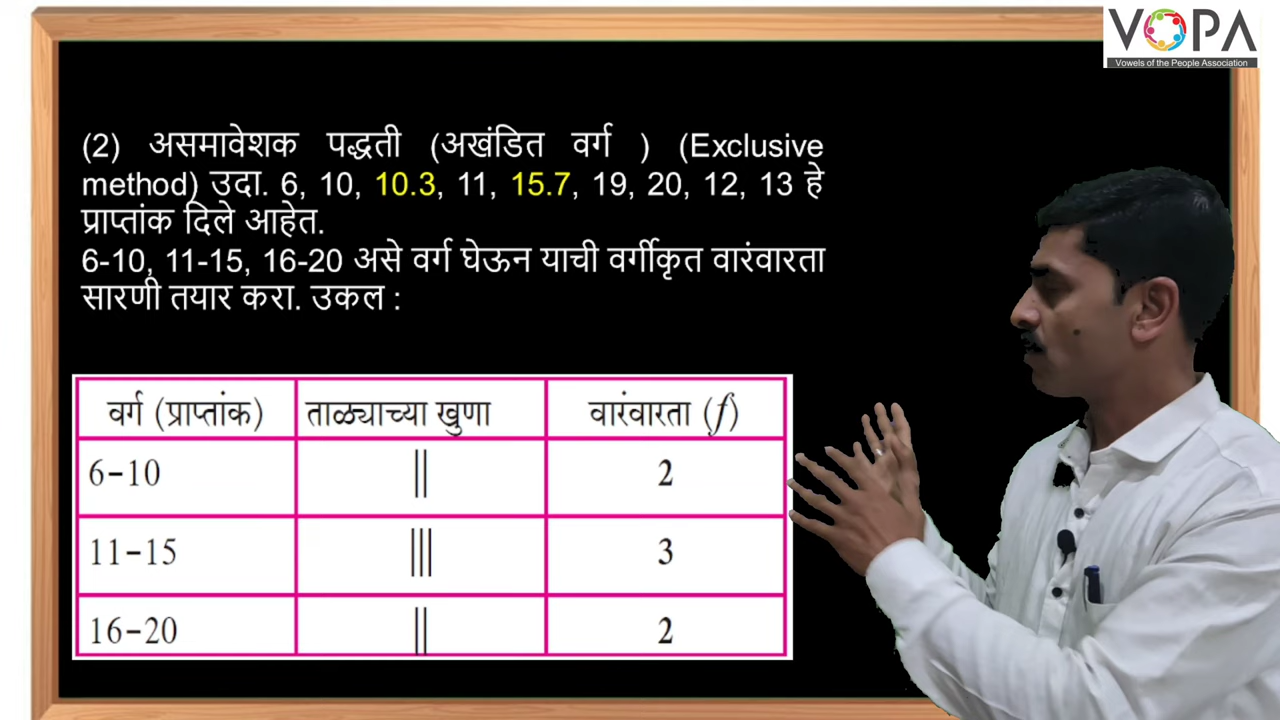 VOPA
Vowels of the People Association
(2) असमावेशक पद्धती (अखंडित वर्ग ) (Exclusive
method) उदा. 6, 10, 10.3, 11, 15.7, 19, 20, 12, 13 हे
प्राप्तांक दिले आहेत.
6-10, 11-15, 16-20 असे वर्ग घेऊन याची वर्गीकृत वारंवारता
सारणी तयार करा. उकल :
वर्ग (प्राप्तांक) ताळ्याच्या खुणा वारंवारता (f)
6-10 || 2
11-15 ||| 3
16-20 || 2